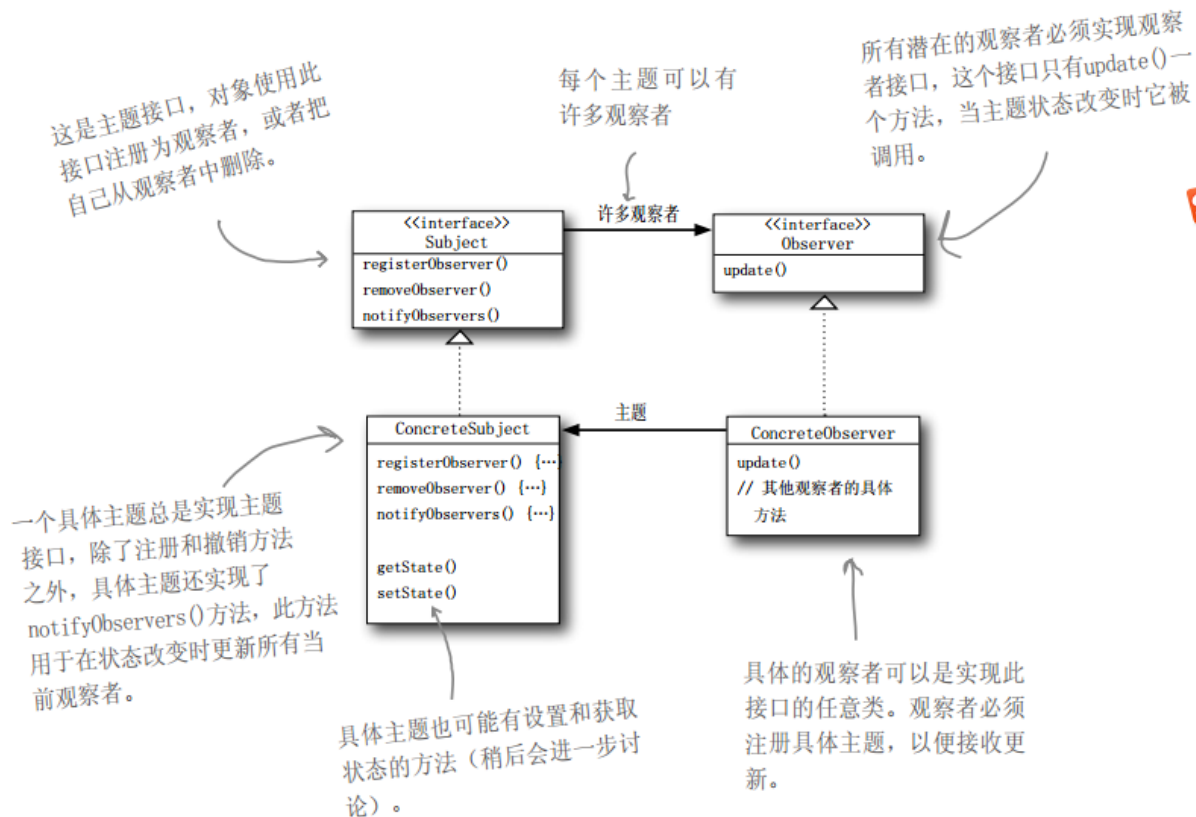 这是主题接口，对象使用此
接口注册为观察者，或者把
自己从观察者中删除。
每个主题可以有
许多观察者
所有潜在的观察者必须实现观察
者接口，这个接口只有update()一
个方法，当主题状态改变时它被
调用。
<<interface>>
Subject
registerObserver()
removeObserver()
notifyObservers()
许多观察者
<<interface>>
Observer
update()
ConcreteSubject
registerObserver() {…}
removeObserver() {…}
notifyObservers() {…}
getState()
setState()
主题
ConcreteObserver
update()
// 其他观察者的具体
方法
一个具体主题总是实现主题
接口，除了注册和撤销方法
之外，具体主题还实现了
notifyObservers()方法，此方法
用于在状态改变时更新所有当
前观察者。
具体主题也可能有设置和获取
状态的方法（稍后会进一步讨
论）。
具体的观察者可以是实现此
接口的任意类。观察者必须
注册具体主题，以便接收更
新。